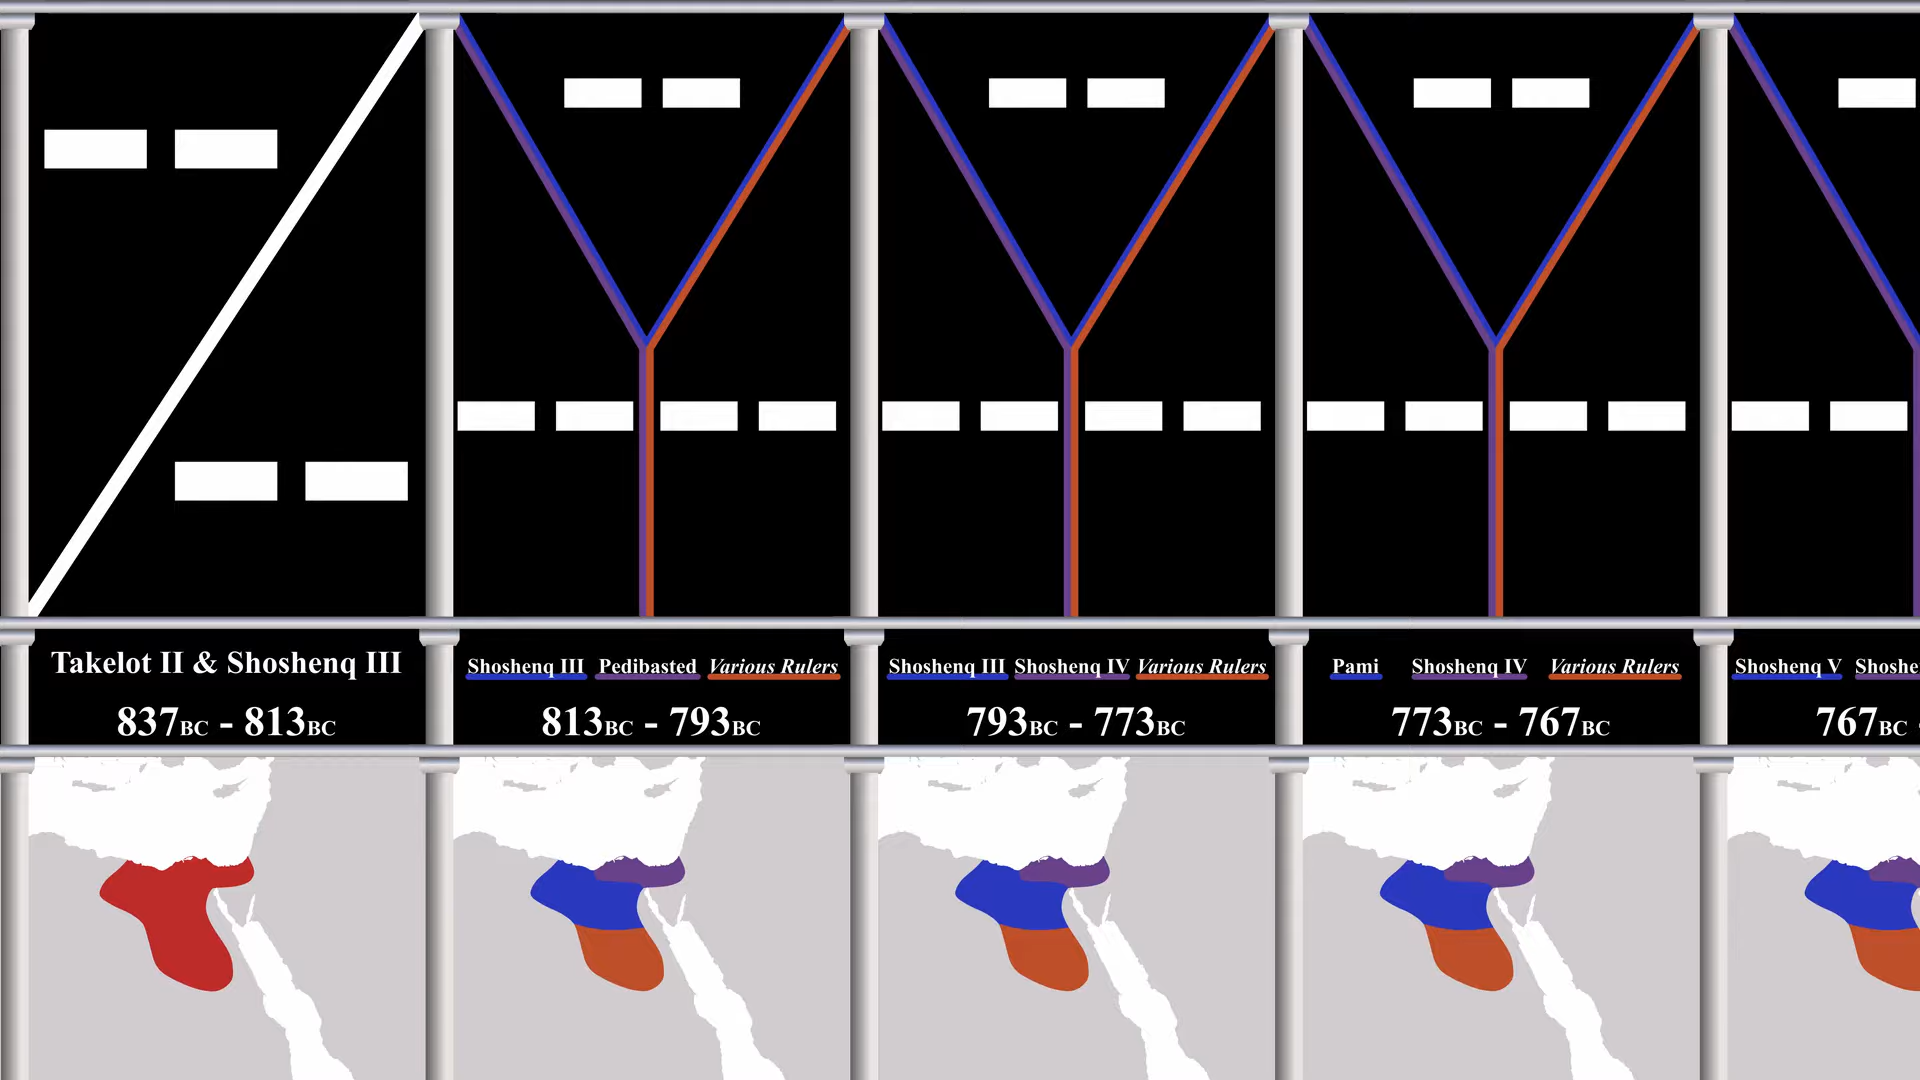 Takelot II & Shoshenq III
837BC - 813BC
Shoshenq III Pedibasted Various Rulers
813BC - 793BC
Shoshenq III Shoshenq IV Various Rulers
793BC - 773BC
Pami Shoshenq IV Various Rulers
773BC - 767BC
Shoshenq V Shoshe
767BC -